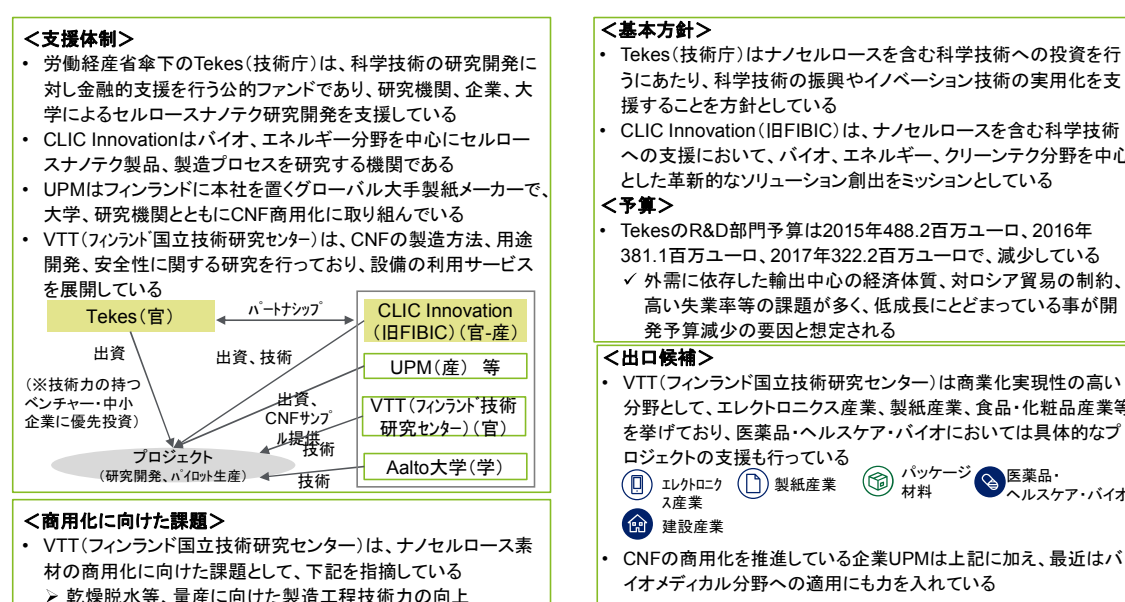 ＜支援体制＞
• 労働経産省傘下のTekes（技術庁）は、科学技術の研究開発に
対し金融的支援を行う公的ファンドであり、研究機関、企業、大
学によるセルロースナノテク研究開発を支援している
• CLIC Innovationはバイオ、エネルギー分野を中心にセルロー
スナノテク製品、製造プロセスを研究する機関である
• UPMはフィンランドに本社を置くグローバル大手製紙メーカーで、
大学、研究機関とともにCNF商用化に取り組んでいる
• VTT（ﾌｨﾝﾗﾝﾄﾞ国立技術研究ｾﾝﾀｰ）は、CNFの製造方法、用途
開発、安全性に関する研究を行っており、設備の利用サービス
を展開している
Tekes（官）
ﾊﾟｰﾄﾅｼｯﾌﾟ
CLIC Innovation
（旧FIBIC）（官-産）
出資
出資、技術
UPM（産）　等
（※技術力の持つ
ベンチャー・中小
企業に優先投資）
出資、
CNFサンプ
ル提供
VTT（ﾌｨﾝﾗﾝﾄﾞ技術
研究ｾﾝﾀｰ）（官）
技術
プロジェクト
（研究開発、ﾊﾟｲﾛｯﾄ生産）
技術
Aalto大学（学）
＜商用化に向けた課題＞
• VTT（フィンランド国立技術研究センター）は、ナノセルロース素
材の商用化に向けた課題として、下記を指摘している
➢ 乾燥脱水等、量産に向けた製造工程技術力の向上
＜基本方針＞
• Tekes（技術庁）はナノセルロースを含む科学技術への投資を行
うにあたり、科学技術の振興やイノベーション技術の実用化を支
援することを方針としている
• CLIC Innovation（旧FIBIC）は、ナノセルロースを含む科学技術
への支援において、バイオ、エネルギー、クリーンテク分野を中心
とした革新的なソリューション創出をミッションとしている
＜予算＞
• TekesのR&D部門予算は2015年488.2百万ユーロ、2016年
381.1百万ユーロ、2017年322.2百万ユーロで、減少している
✓ 外需に依存した輸出中心の経済体質、対ロシア貿易の制約、
高い失業率等の課題が多く、低成長にとどまっている事が開
発予算減少の要因と想定される
＜出口候補＞
• VTT（フィンランド国立技術研究センター）は商業化実現性の高い
分野として、エレクトロニクス産業、製紙産業、食品・化粧品産業等
を挙げており、医薬品・ヘルスケア・バイオにおいては具体的なプ
ロジェクトの支援も行っている
ｴﾚｸﾄﾛﾆｸ
ｽ産業
製紙産業
パッケージ
材料
医薬品・
ヘルスケア・バイオ
建設産業
• CNFの商用化を推進している企業UPMは上記に加え、最近はバ
イオメディカル分野への適用にも力を入れている